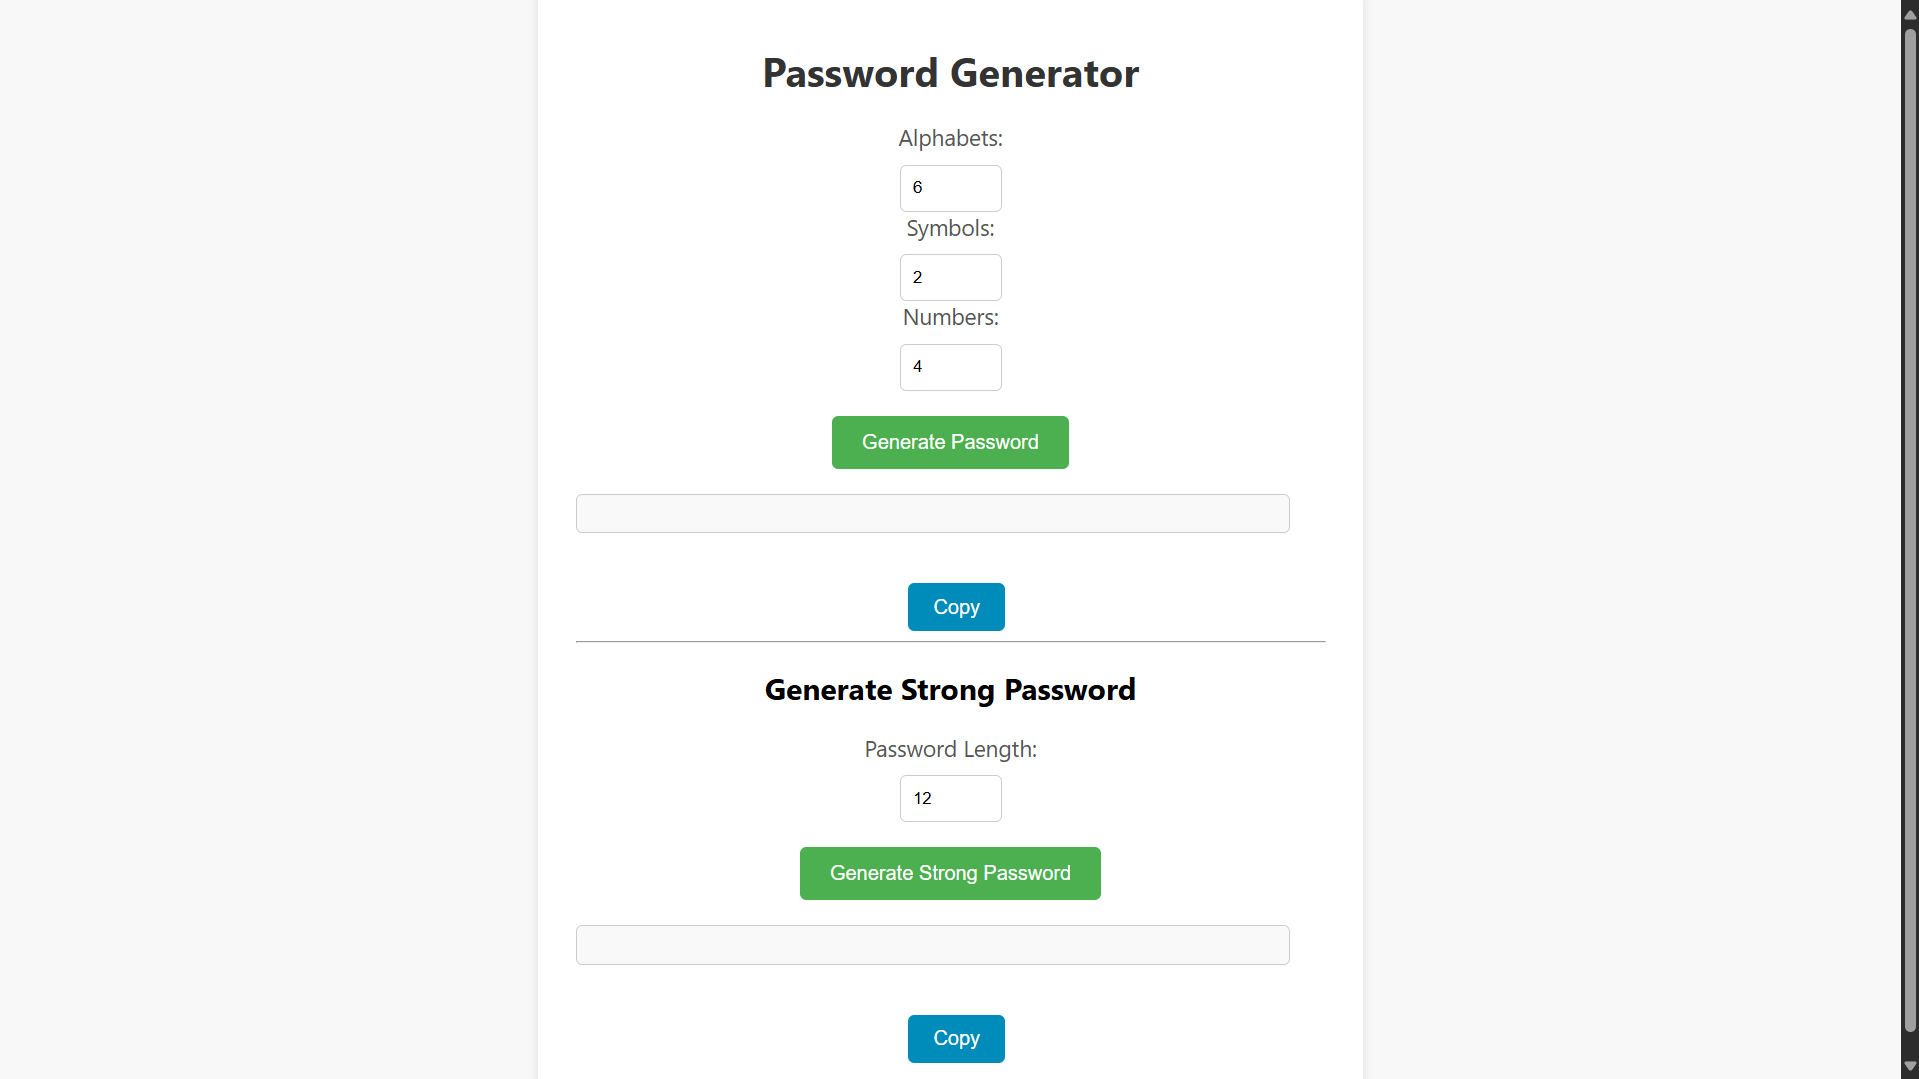 Password Generator
Alphabets:
6
Symbols:
2
Numbers:
4
Generate Password
Copy
Generate Strong Password
Password Length:
12
Generate Strong Password
Copy